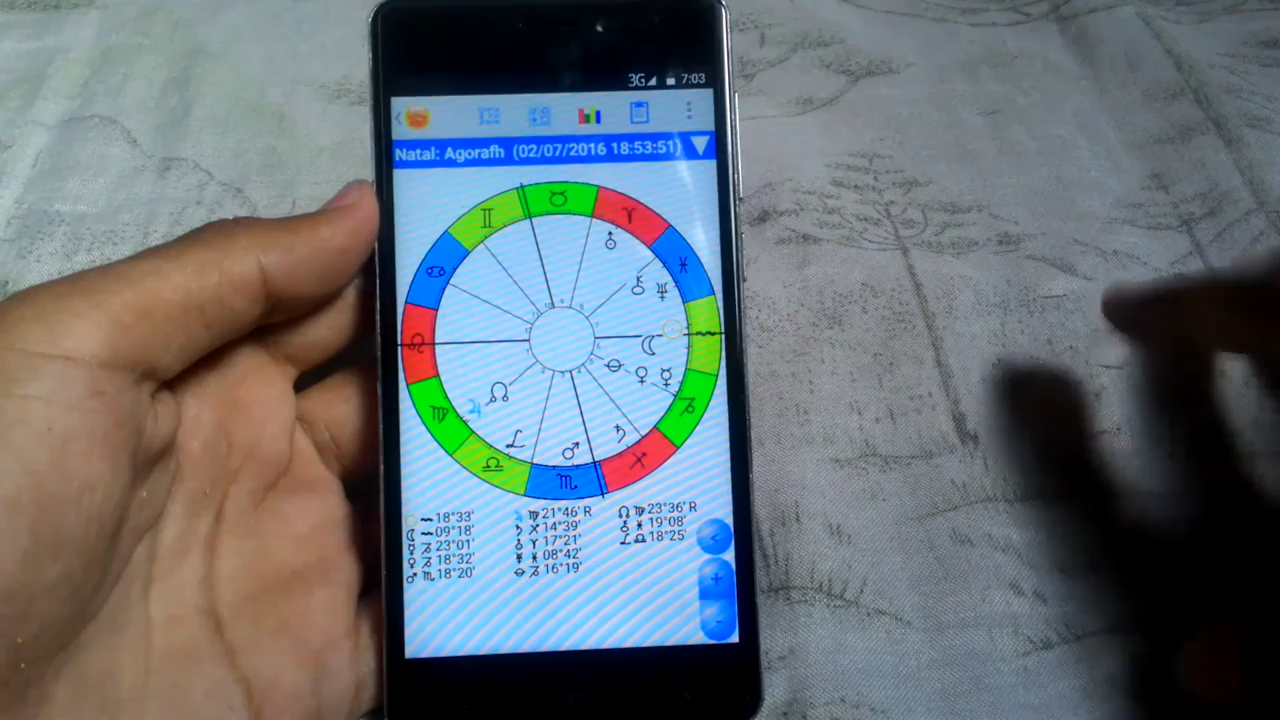 3G 7:03
Natal: Agorafh (02/07/2016 18:53:51)
☉ ♒ 18°33' ♃ ♍ 21°46' R ☊ ♍ 23°36' R
☾ ♒ 09°18' ♄ ♐ 14°39' ⚷ ♓ 19°08'
☿ ♑ 23°01' ♅ ♈ 17°21' ⚸ ♎ 18°25'
♀ ♑ 18°32' ♆ ♓ 08°42'
♂ ♏ 18°20' ♇ ♑ 16°19'
<
+
-